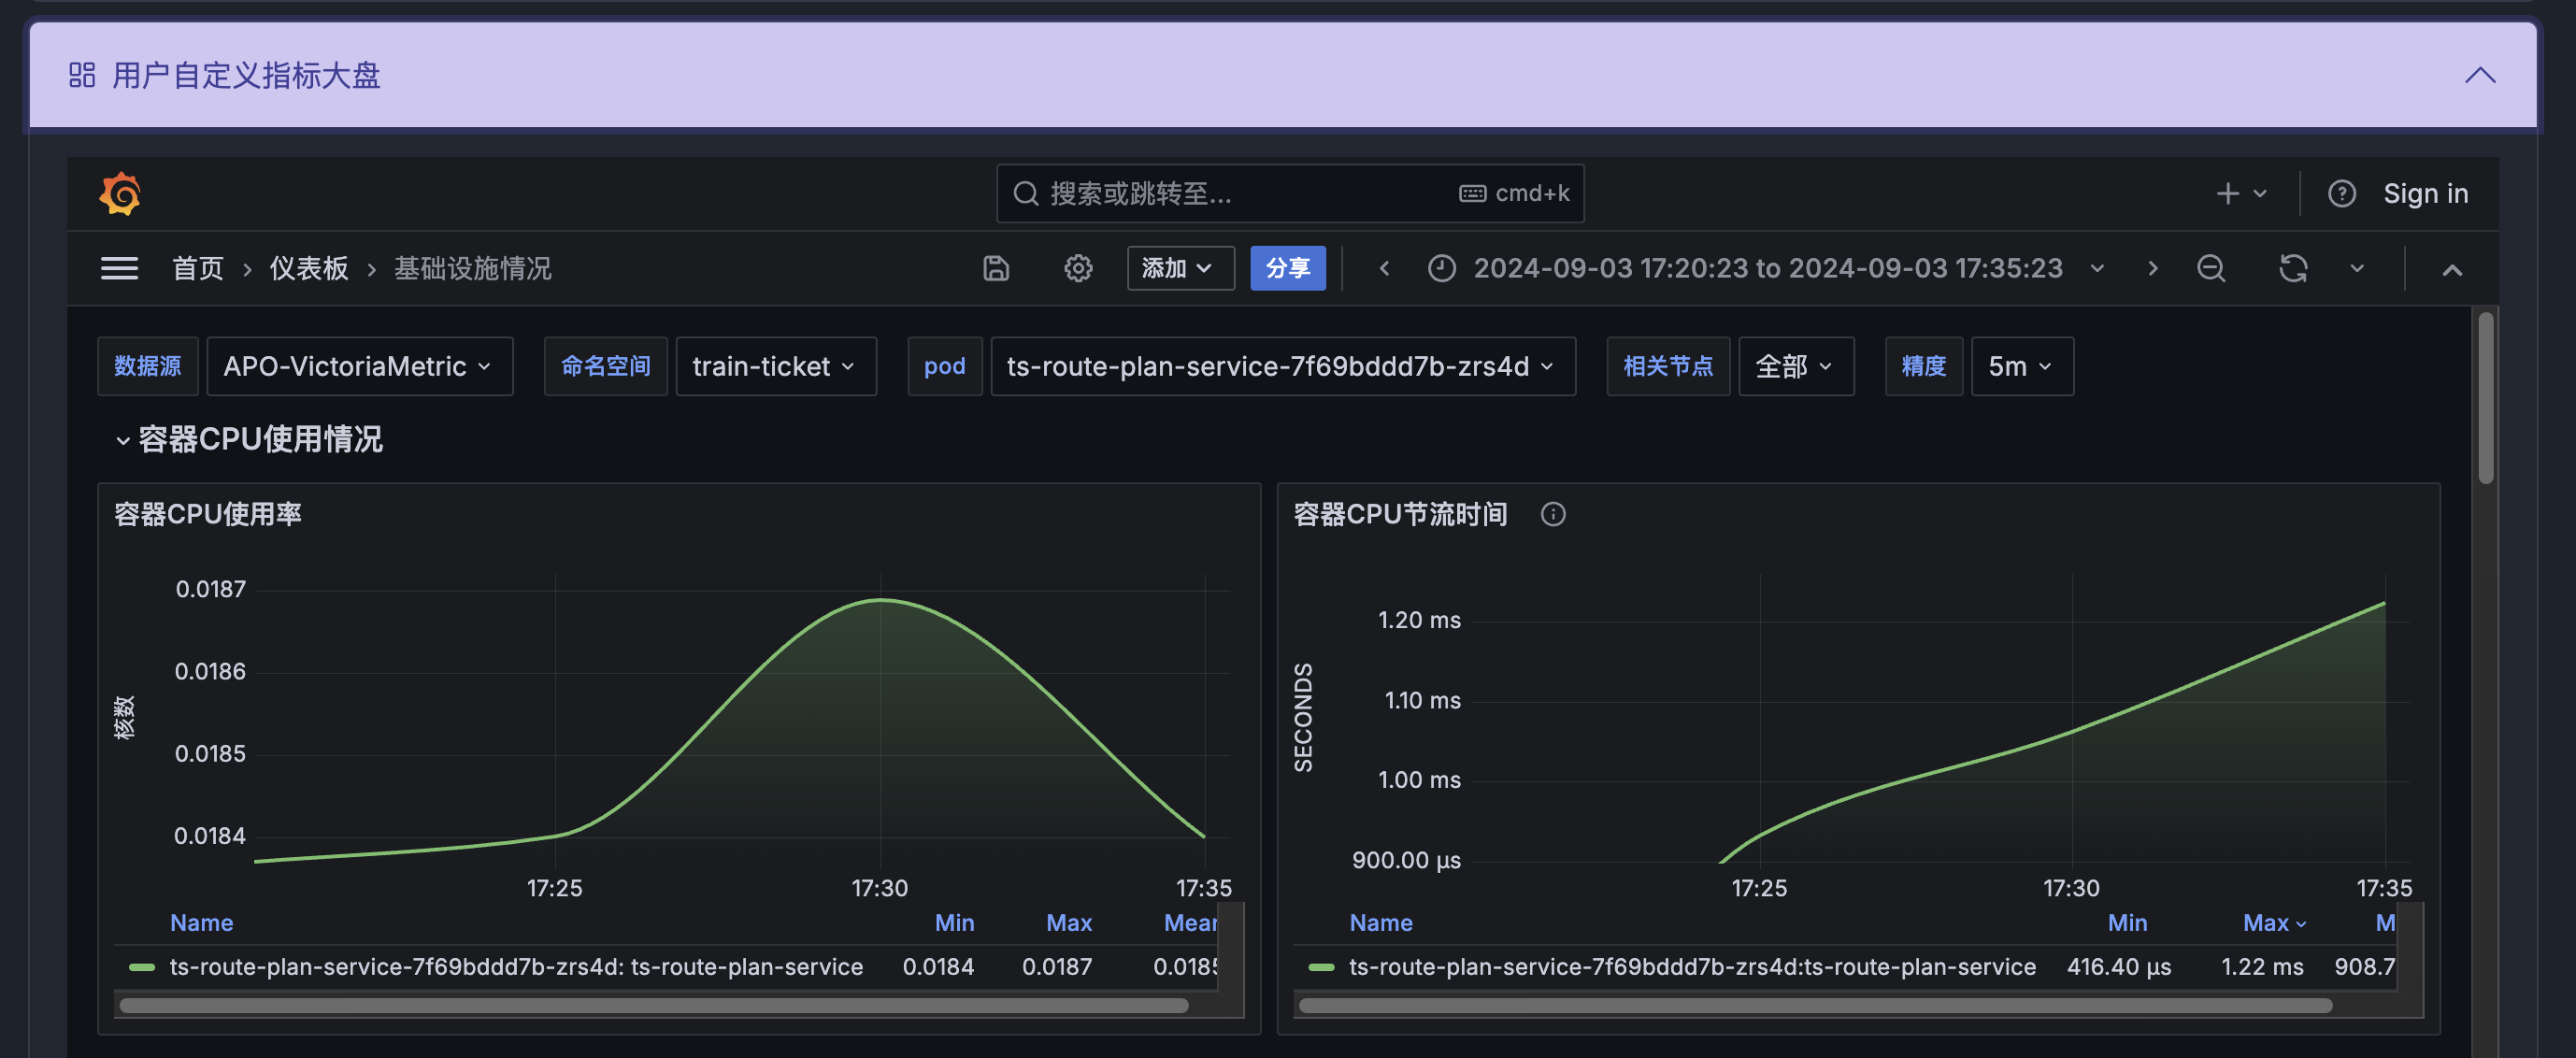 用户自定义指标大盘
搜索或跳转至... cmd+k
Sign in
首页 › 仪表板 › 基础设施情况
添加 分享 2024-09-03 17:20:23 to 2024-09-03 17:35:23
数据源 APO-VictoriaMetric 命名空间 train-ticket pod ts-route-plan-service-7f69bddd7b-zrs4d 相关节点 全部 精度 5m
容器CPU使用情况
容器CPU使用率
核数
0.0187
0.0186
0.0185
0.0184
17:25 17:30 17:35
Name Min Max Mean
ts-route-plan-service-7f69bddd7b-zrs4d: ts-route-plan-service 0.0184 0.0187 0.0185
容器CPU节流时间
SECONDS
1.20 ms
1.10 ms
1.00 ms
900.00 µs
17:25 17:30 17:35
Name Min Max M
ts-route-plan-service-7f69bddd7b-zrs4d:ts-route-plan-service 416.40 µs 1.22 ms 908.7